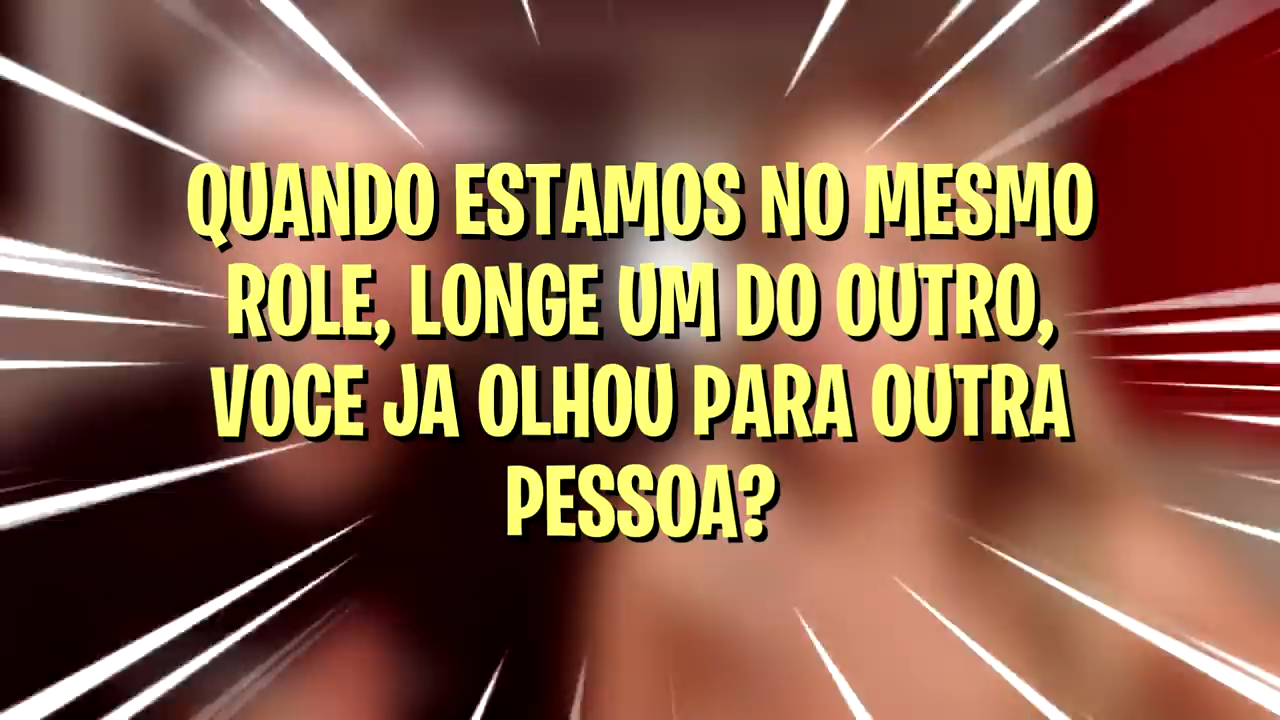 QUANDO ESTAMOS NO MESMO
ROLE, LONGE UM DO OUTRO,
VOCE JA OLHOU PARA OUTRA
PESSOA?